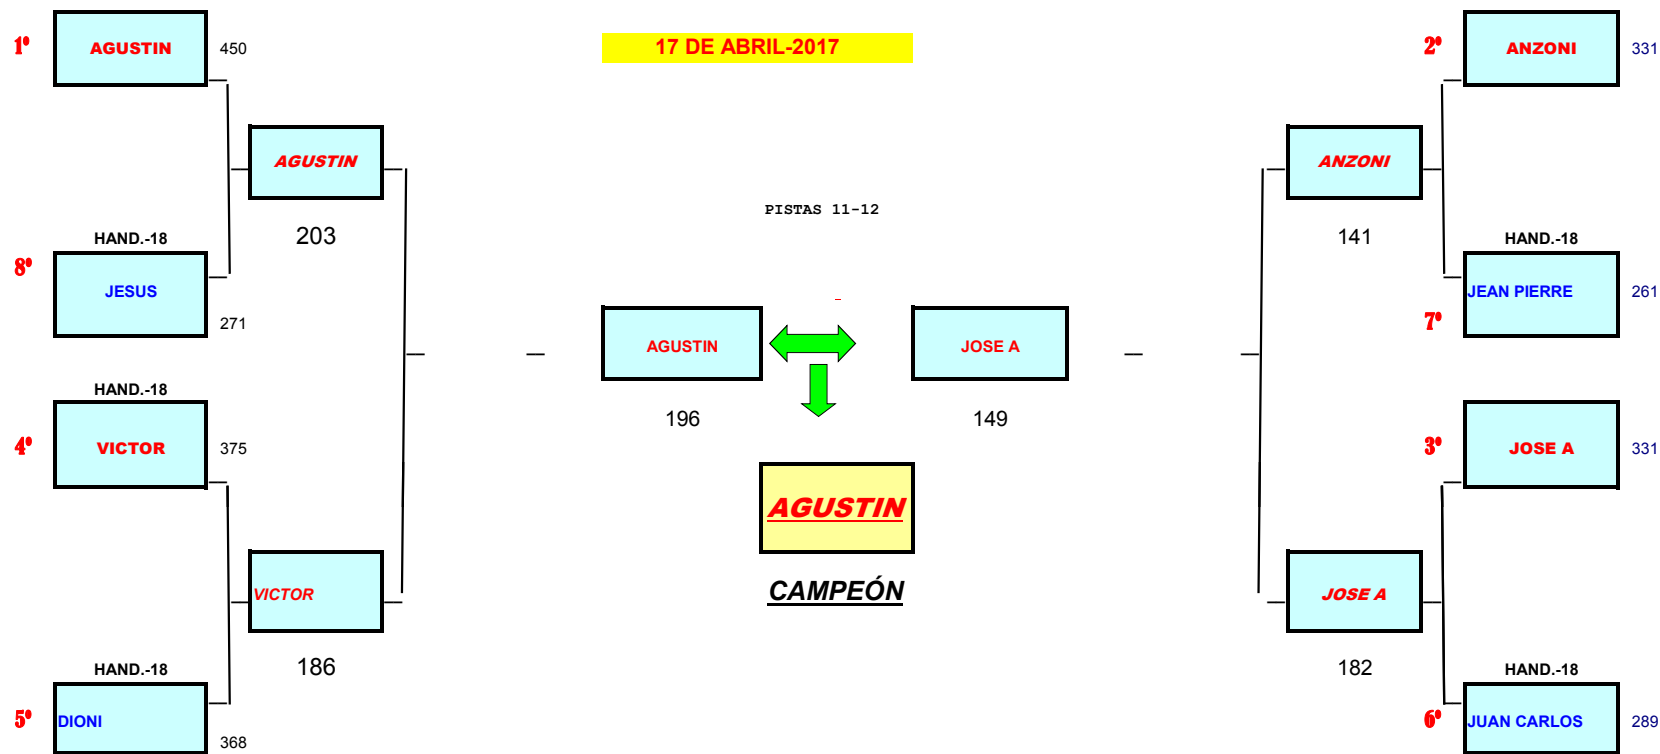 1º AGUSTIN 450 17 DE ABRIL-2017 2º ANZONI 331
AGUSTIN ANZONI
PISTAS 11-12
203 141
HAND.-18 HAND.-18
8º JESUS JEAN PIERRE 261
271 7º
AGUSTIN JOSE A
HAND.-18
196 149
4º VICTOR 375 3º JOSE A 331
AGUSTIN
CAMPEÓN
VICTOR JOSE A
186 182
HAND.-18 HAND.-18
5º DIONI 6º JUAN CARLOS 289
368